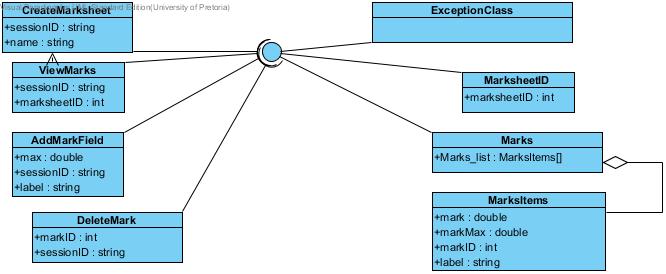 Visual Paradigm for UML Standard Edition(University of Pretoria)
CreateMarksheet
+sessionID : string
+name : string
ViewMarks
+sessionID : string
+marksheetID : int
AddMarkField
+max : double
+sessionID : string
+label : string
DeleteMark
+markID : int
+sessionID : string
ExceptionClass
MarksheetID
+marksheetID : int
Marks
+Marks_list : MarksItems[]
MarksItems
+mark : double
+markMax : double
+markID : int
+label : string